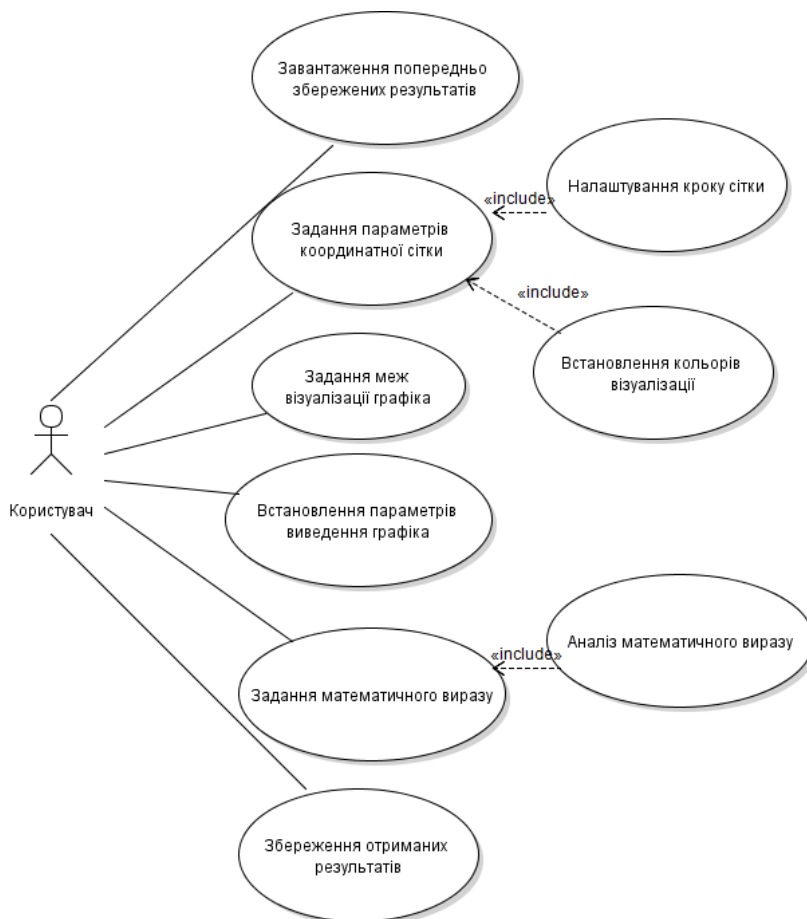 Завантаження попередньо
збережених результатів
Задання параметрів
координатної сітки
«include»
Налаштування кроку сітки
«include»
Встановлення кольорів
візуалізації
Задання меж
візуалізації графіка
Користувач
Встановлення параметрів
виведення графіка
Задання математичного виразу
«include»
Аналіз математичного виразу
Збереження отриманих
результатів